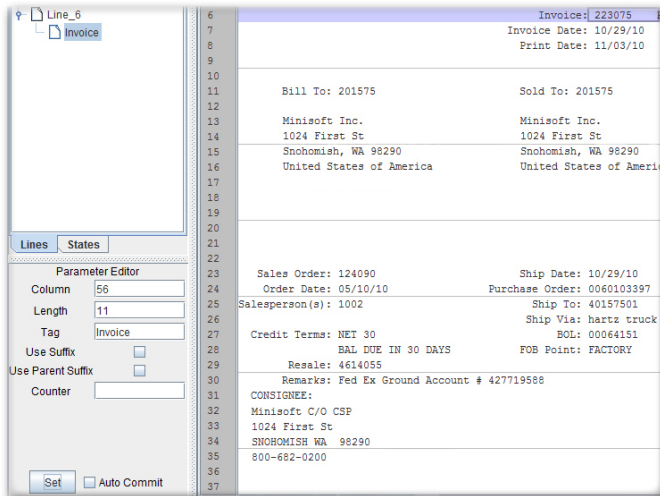 Line_6
Invoice
Lines States
Parameter Editor
Column 56
Length 11
Tag Invoice
Use Suffix
Use Parent Suffix
Counter
Set Auto Commit
6 Invoice: 223075
7 Invoice Date: 10/29/10
8 Print Date: 11/03/10
9
10
11 Bill To: 201575 Sold To: 201575
12
13 Minisoft Inc. Minisoft Inc.
14 1024 First St 1024 First St
15 Snohomish, WA 98290 Snohomish, WA 98290
16 United States of America United States of Ameri
17
18
19
20
21
22
23 Sales Order: 124090 Ship Date: 10/29/10
24 Order Date: 05/10/10 Purchase Order: 0060103397
25 Salesperson(s): 1002 Ship To: 40157501
26 Ship Via: hartz truck
27 Credit Terms: NET 30 BOL: 00064151
28 BAL DUE IN 30 DAYS FOB Point: FACTORY
29 Resale: 4614055
30 Remarks: Fed Ex Ground Account # 427719588
31 CONSIGNEE:
32 Minisoft C/O CSP
33 1024 First St
34 SNOHOMISH WA 98290
35 800-682-0200
36
37